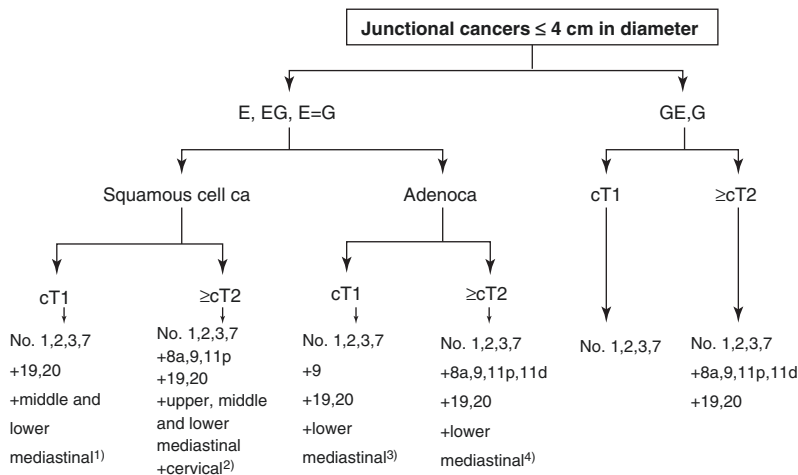 Junctional cancers ≤ 4 cm in diameter
E, EG, E=G
GE,G
Squamous cell ca
Adenoca
cT1
≥cT2
cT1
≥cT2
cT1
≥cT2
No. 1,2,3,7
+19,20
+middle and
lower
mediastinal1)
No. 1,2,3,7
+8a,9,11p
+19,20
+upper, middle
and lower
mediastinal
+cervical2)
No. 1,2,3,7
+9
+19,20
+lower
mediastinal3)
No. 1,2,3,7
+8a,9,11p,11d
+19,20
+lower
mediastinal4)
No. 1,2,3,7
No. 1,2,3,7
+8a,9,11p,11d
+19,20